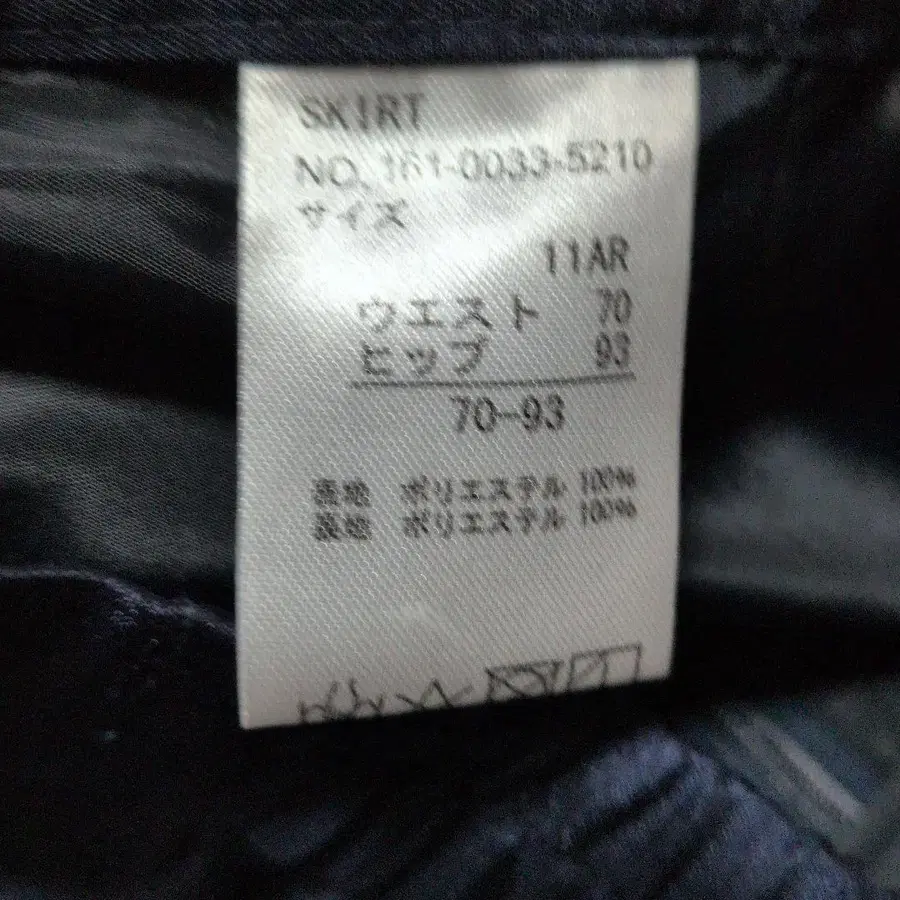 SKIRT
NO. 161-0033-5210
サイズ
11AR
ウエスト 70
ヒップ 93
70-93
表地 ポリエステル 100%
表地 ポリエステル 100%